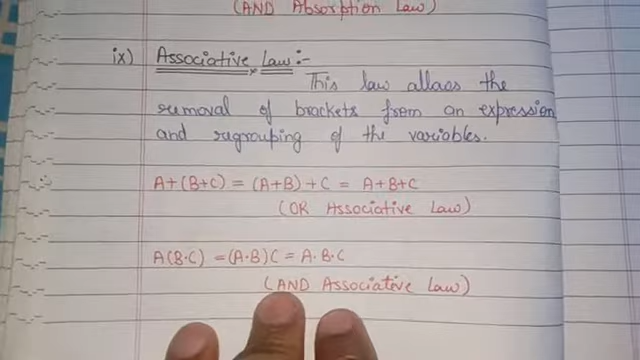 (AND Absorption Law)
ix) Associative Law:-
This law allaos the
removal of brackets from an expression
and regrouping of the variables.
A+(B+C) = (A+B)+C = A+B+C
(OR Associative Law)
A(B·C) = (A·B)C = A·B·C
(AND Associative Law)